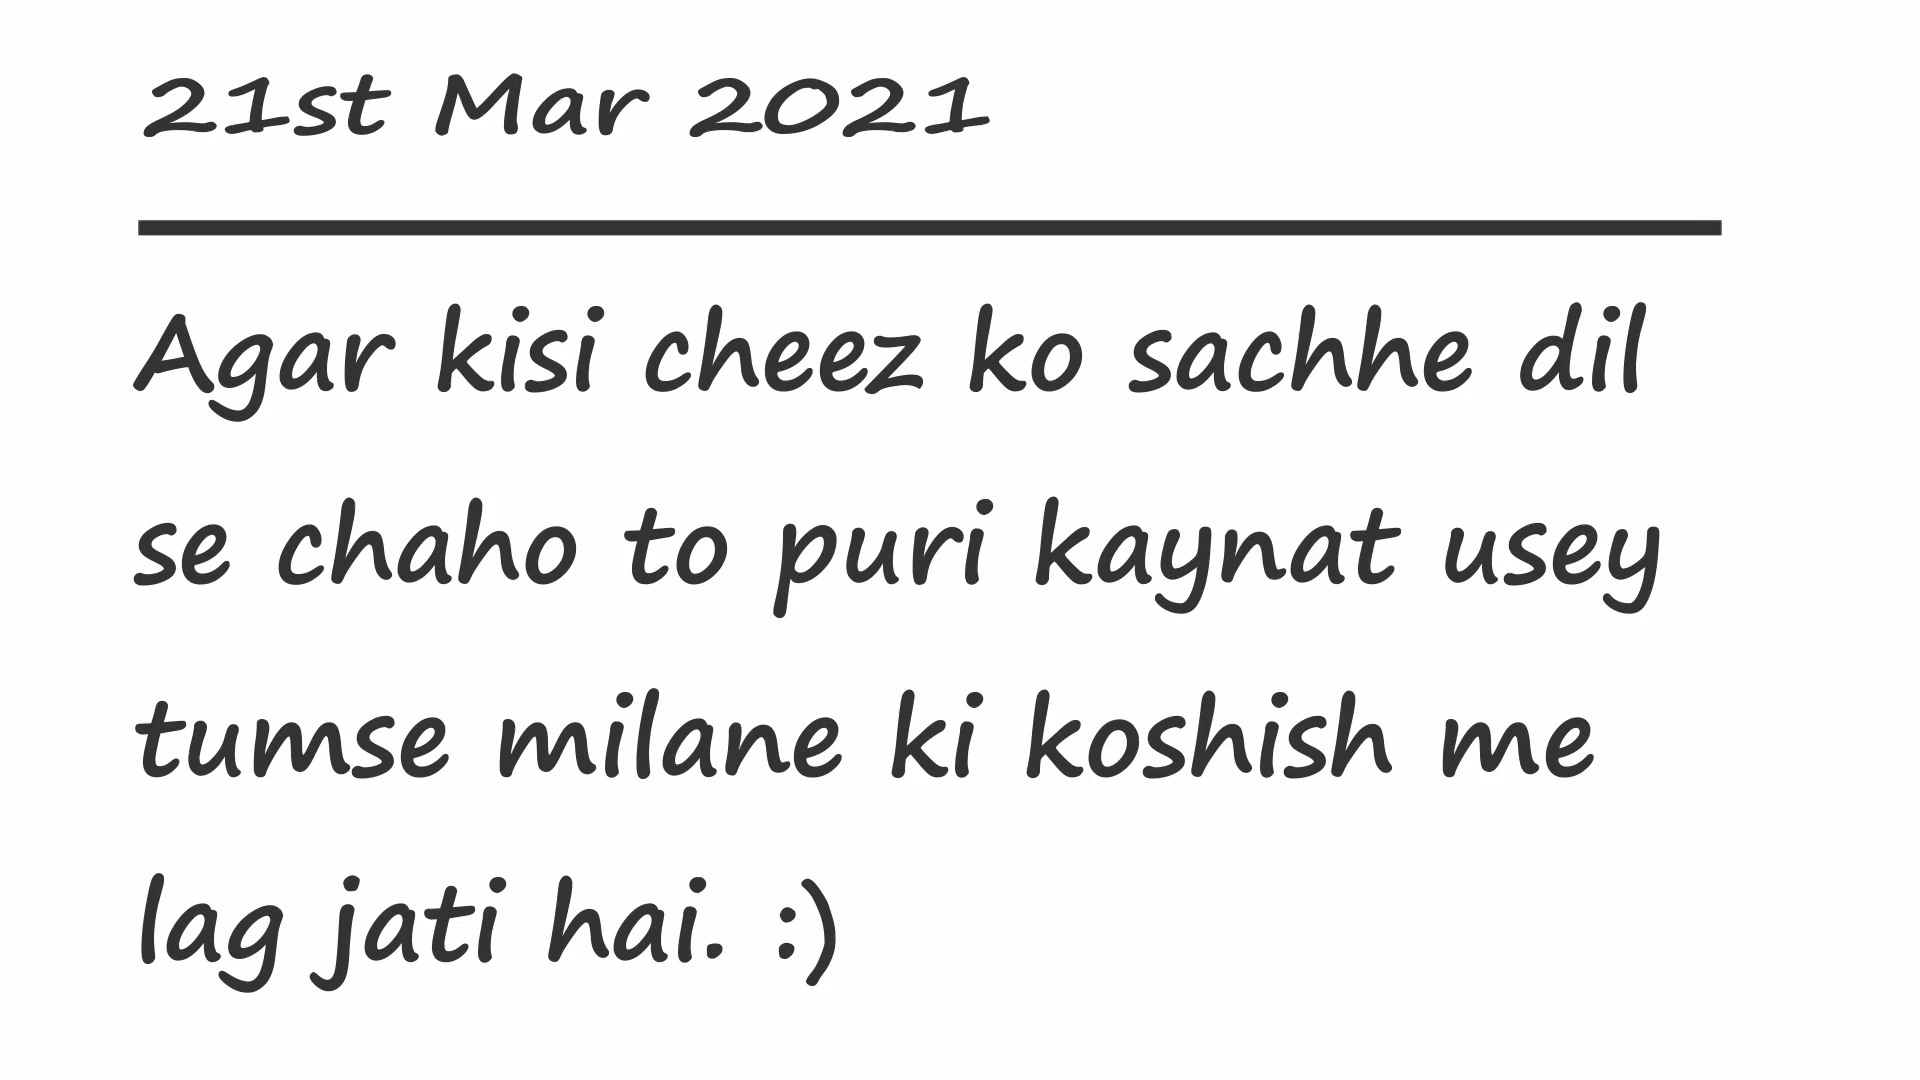 21st Mar 2021
Agar kisi cheez ko sachhe dil
se chaho to puri kaynat usey
tumse milane ki koshish me
lag jati hai. :)